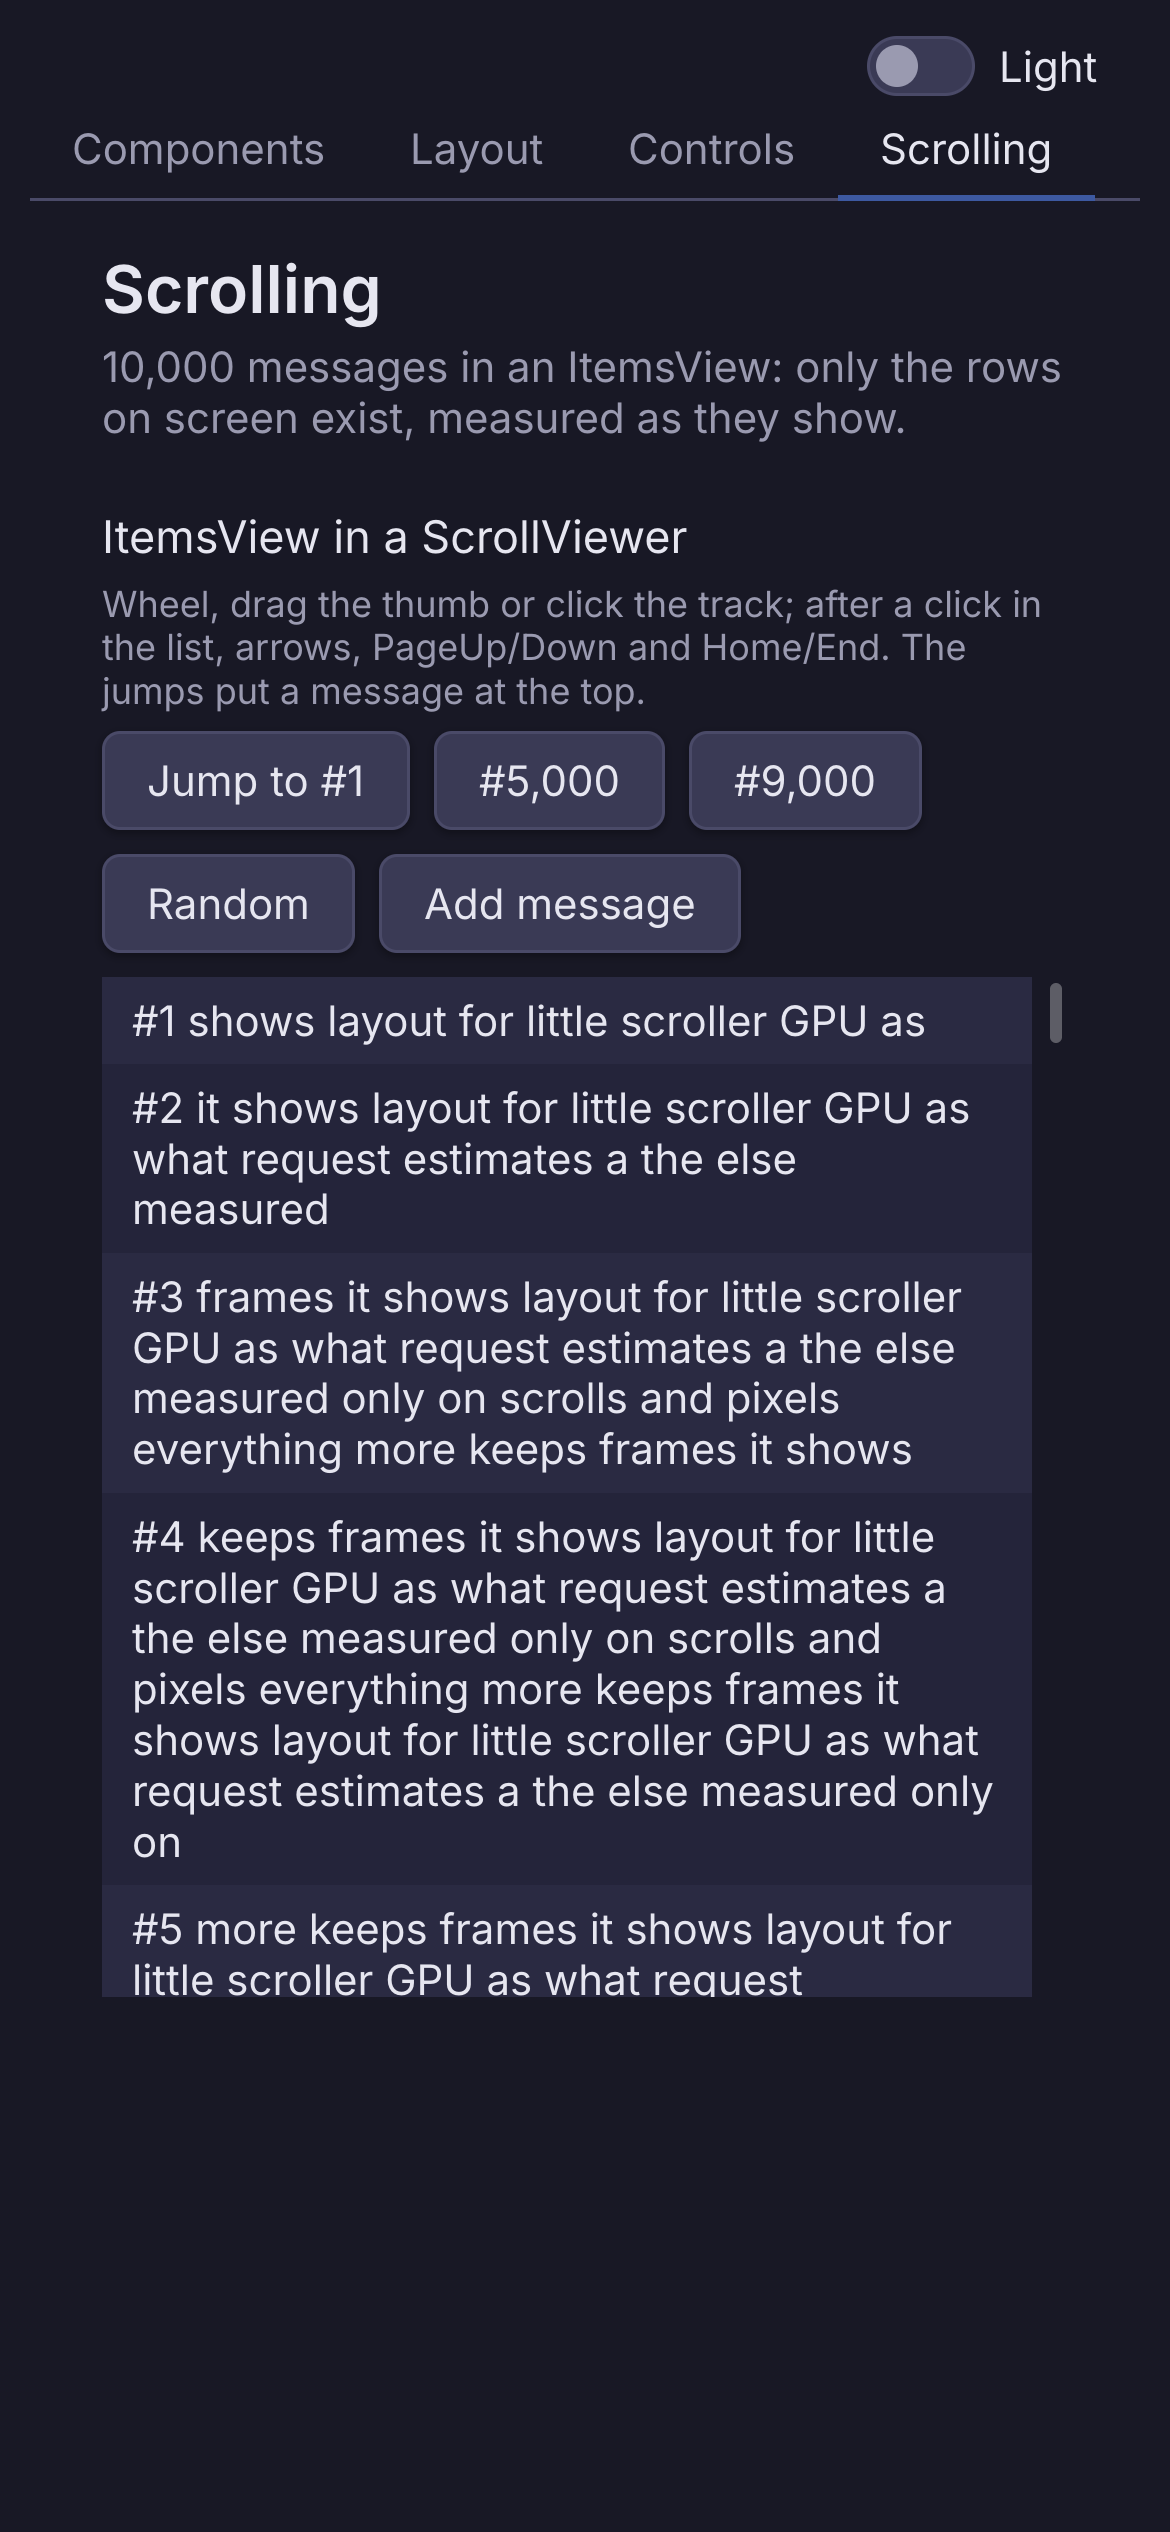 Light
Components Layout Controls Scrolling
Scrolling
10,000 messages in an ItemsView: only the rows
on screen exist, measured as they show.
ItemsView in a ScrollViewer
Wheel, drag the thumb or click the track; after a click in
the list, arrows, PageUp/Down and Home/End. The
jumps put a message at the top.
Jump to #1 #5,000 #9,000
Random Add message
#1 shows layout for little scroller GPU as
#2 it shows layout for little scroller GPU as
what request estimates a the else
measured
#3 frames it shows layout for little scroller
GPU as what request estimates a the else
measured only on scrolls and pixels
everything more keeps frames it shows
#4 keeps frames it shows layout for little
scroller GPU as what request estimates a
the else measured only on scrolls and
pixels everything more keeps frames it
shows layout for little scroller GPU as what
request estimates a the else measured only
on
#5 more keeps frames it shows layout for
little scroller GPU as what request